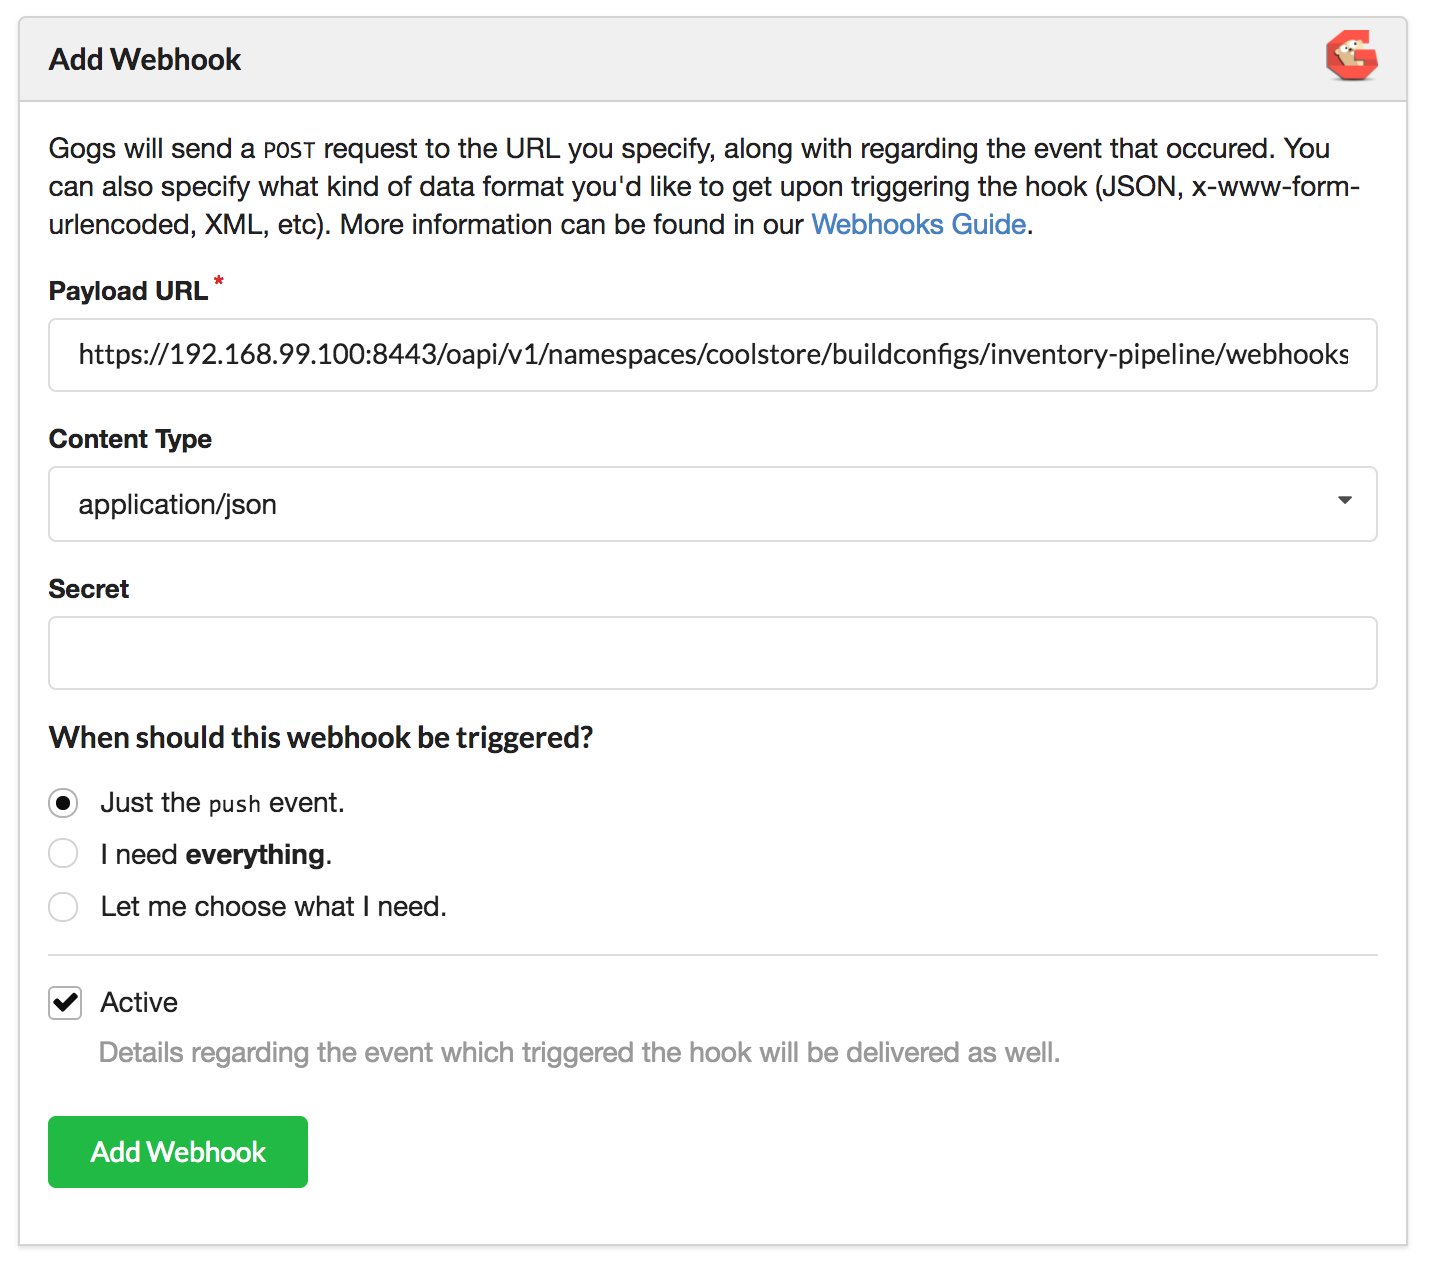 Add Webhook
Gogs will send a POST request to the URL you specify, along with regarding the event that occured. You
can also specify what kind of data format you'd like to get upon triggering the hook (JSON, x-www-form-
urlencoded, XML, etc). More information can be found in our Webhooks Guide.
Payload URL *
https://192.168.99.100:8443/oapi/v1/namespaces/coolstore/buildconfigs/inventory-pipeline/webhooks
Content Type
application/json
Secret
When should this webhook be triggered?
Just the push event.
I need everything.
Let me choose what I need.
Active
Details regarding the event which triggered the hook will be delivered as well.
Add Webhook